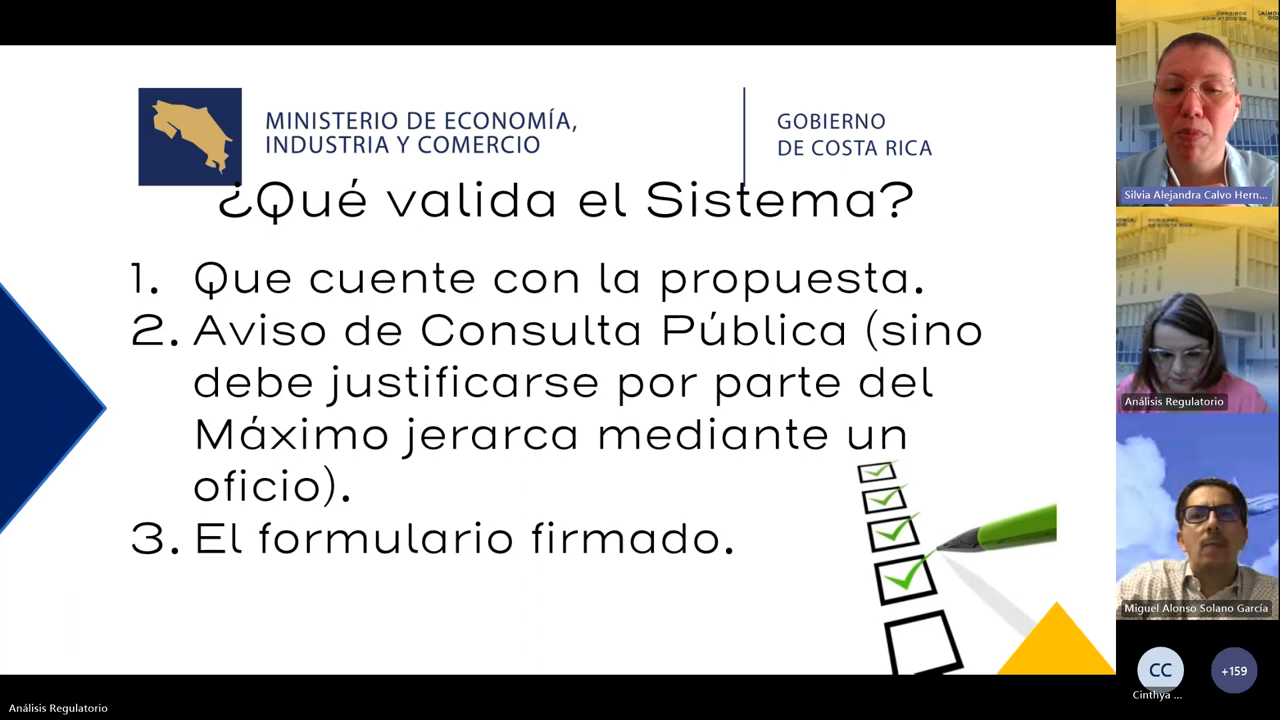 MINISTERIO DE ECONOMÍA,
INDUSTRIA Y COMERCIO
GOBIERNO
DE COSTA RICA
¿Qué valida el Sistema?
1. Que cuente con la propuesta.
2. Aviso de Consulta Pública (sino
debe justificarse por parte del
Máximo jerarca mediante un
oficio).
3. El formulario firmado.
Silvia Alejandra Calvo Hern...
Análisis Regulatorio
Miguel Alonso Solano García
CC
Cinthya ...
+159
Análisis Regulatorio